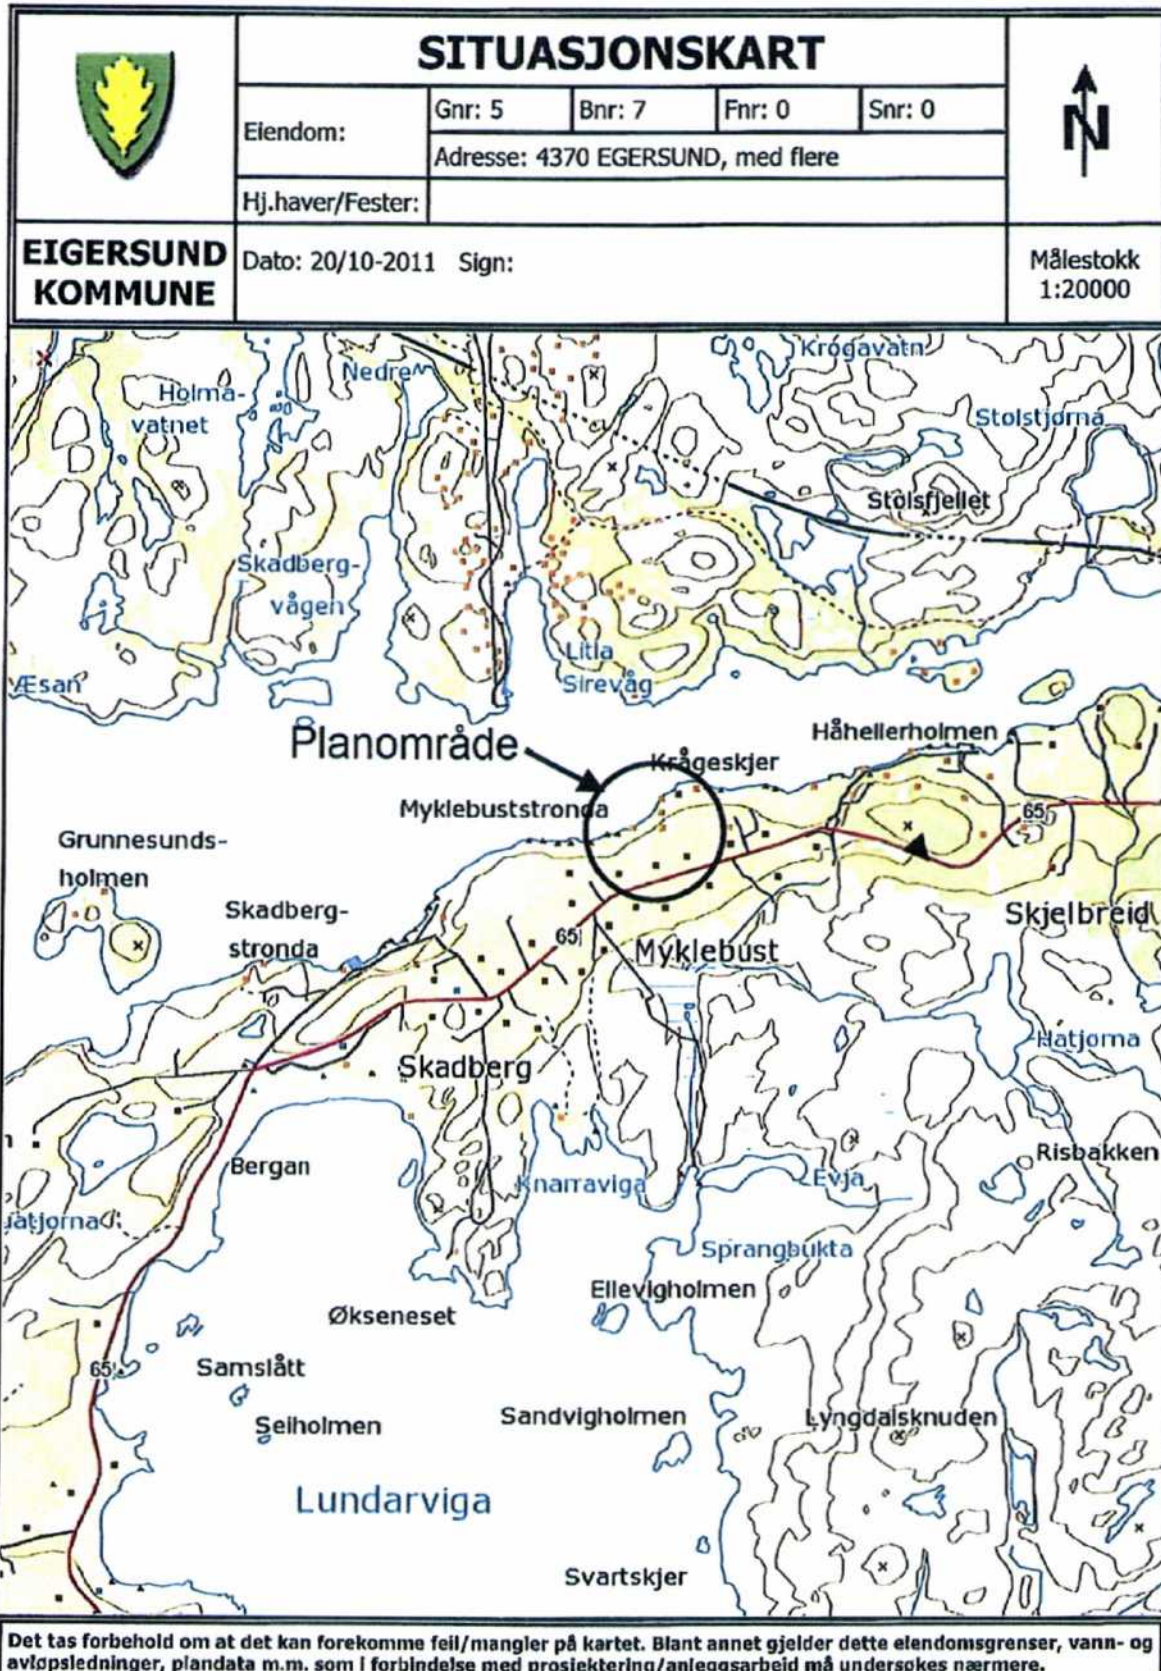 SITUASJONSKART
Eiendom:
Gnr: 5
Bnr: 7
Fnr: 0
Snr: 0
Adresse: 4370 EGERSUND, med flere
Hj.haver/Fester:
N
EIGERSUND
KOMMUNE
Dato: 20/10-2011 Sign:
Målestokk
1:20000
Krogavatn
Nedre
Holma-
vatnet
Stolstjørna
Stolsfjellet
Skadberg-
vågen
Litla
Sirevåg
Æsan
Planområde
Håhellerholmen
Krågeskjer
Myklebuststronda
65
Grunnesunds-
holmen
Skadberg-
stronda
Skjelbreid
65
Myklebust
Hatjørna
Skadberg
Risbakken
Bergan
Knarraviga
Evja
atjorna
Sprangbukta
Ellevigholmen
Økseneset
65
Samslått
Seiholmen
Sandvigholmen
Lyngdalsknuden
Lundarviga
Svartskjer
Det tas forbehold om at det kan forekomme feil/mangler på kartet. Blant annet gjelder dette eiendomsgrenser, vann- og
avløpsledninger, plandata m.m. som i forbindelse med prosjektering/anleggsarbeid må undersøkes nærmere.